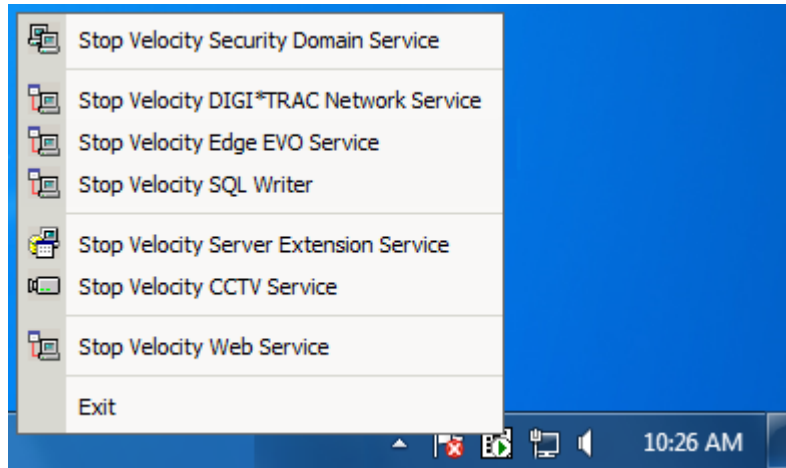 Stop Velocity Security Domain Service
Stop Velocity DIGI*TRAC Network Service
Stop Velocity Edge EVO Service
Stop Velocity SQL Writer
Stop Velocity Server Extension Service
Stop Velocity CCTV Service
Stop Velocity Web Service
Exit
10:26 AM